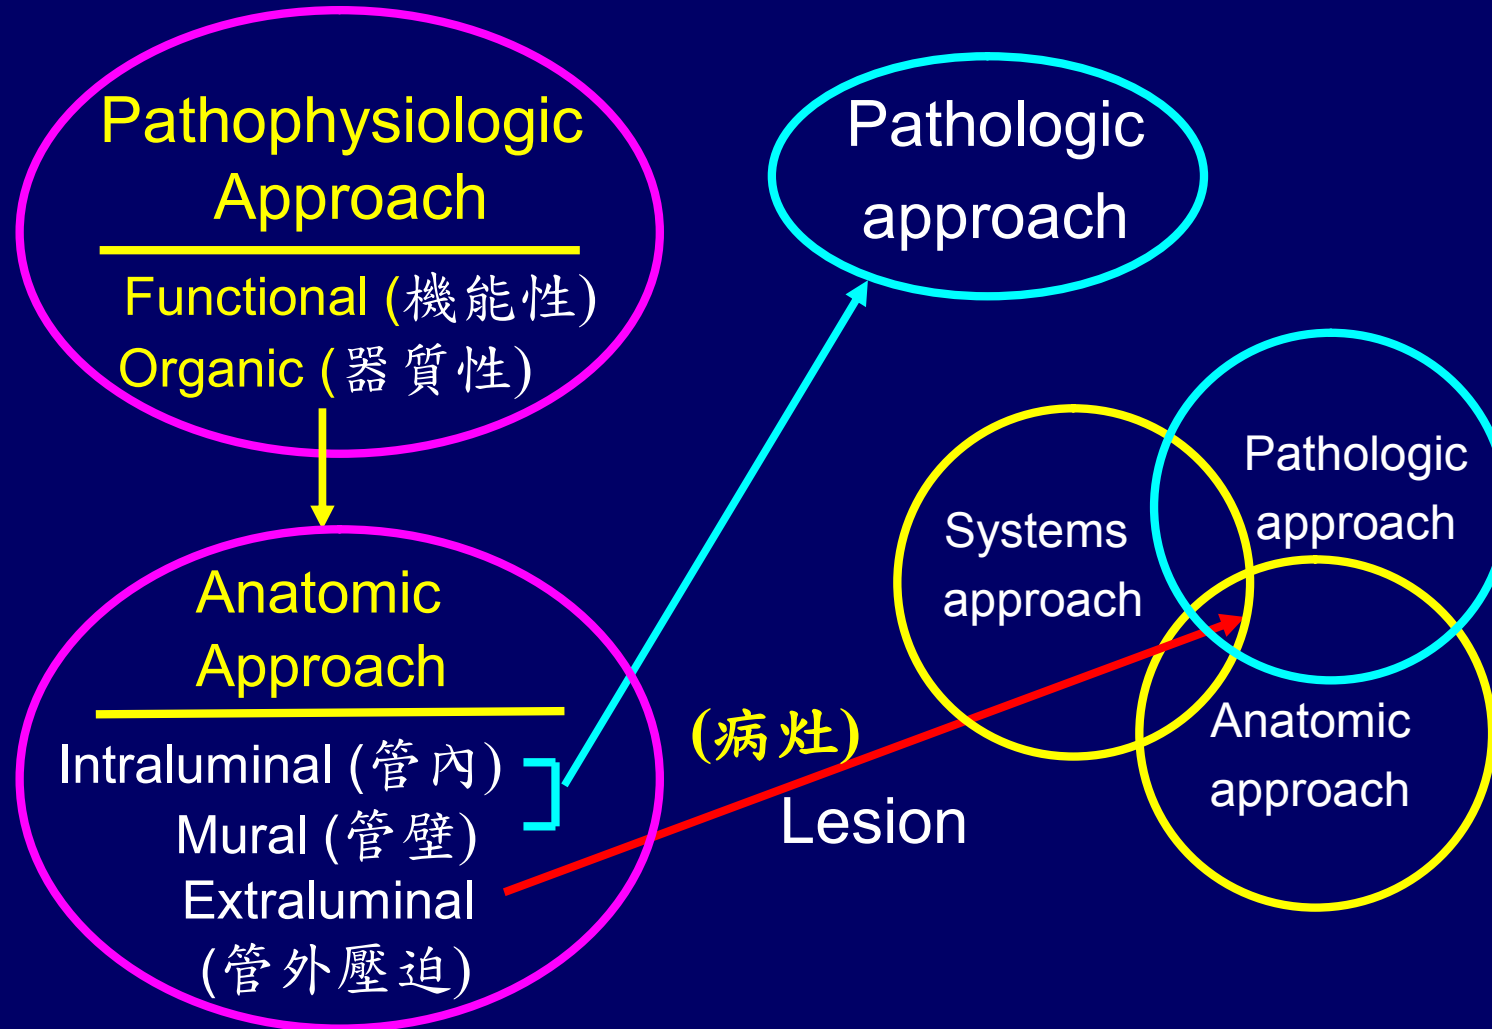 Pathophysiologic
Approach
Functional (機能性)
Organic (器質性)
Anatomic
Approach
Intraluminal (管內)
Mural (管壁)
Extraluminal
(管外壓迫)
Pathologic
approach
(病灶)
Lesion
Systems
approach
Pathologic
approach
Anatomic
approach